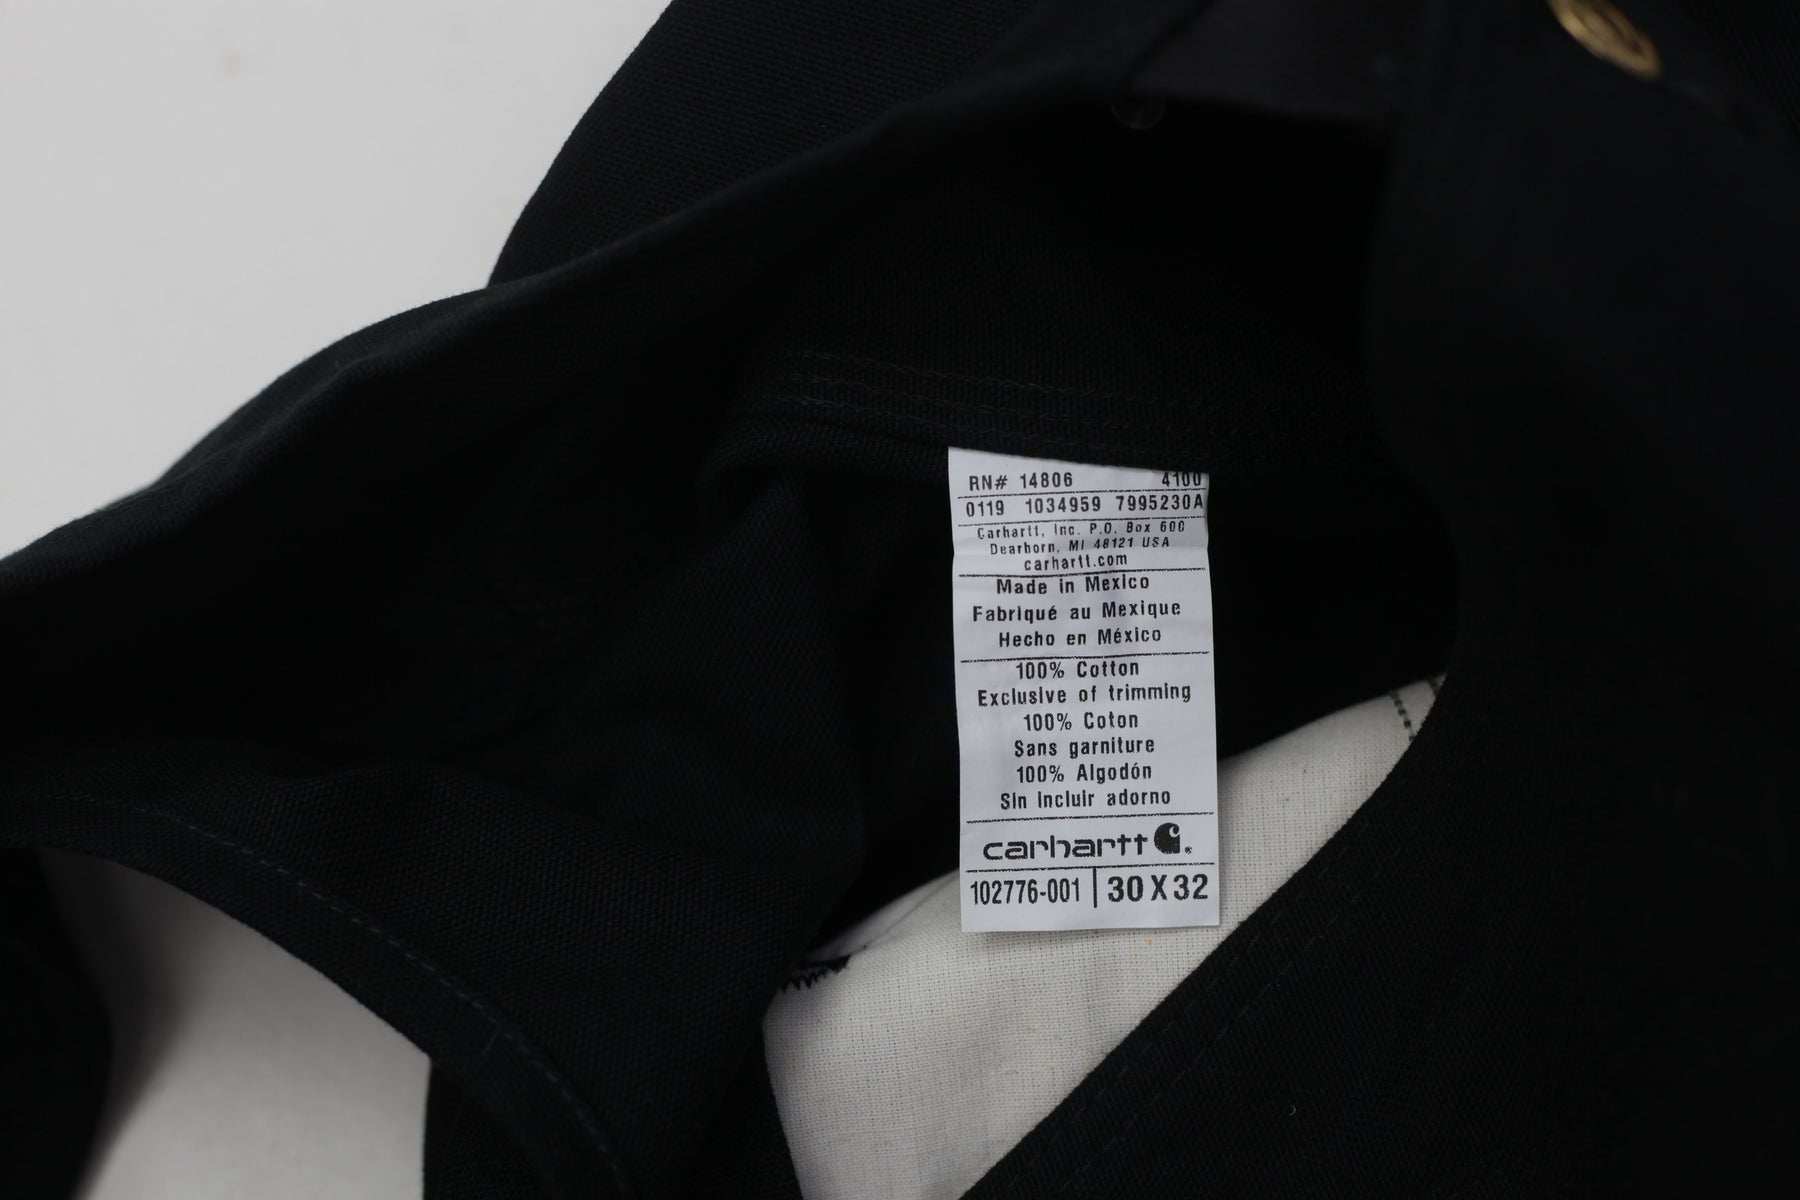 RN# 14806 4100
0119 1034959 7995230A
Carhartt, Inc. P.O. Box 600
Dearborn, MI 48121 USA
carhartt.com
Made in Mexico
Fabriqué au Mexique
Hecho en México
100% Cotton
Exclusive of trimming
100% Coton
Sans garniture
100% Algodón
Sin incluir adorno
carhartt
102776-001 | 30 X 32